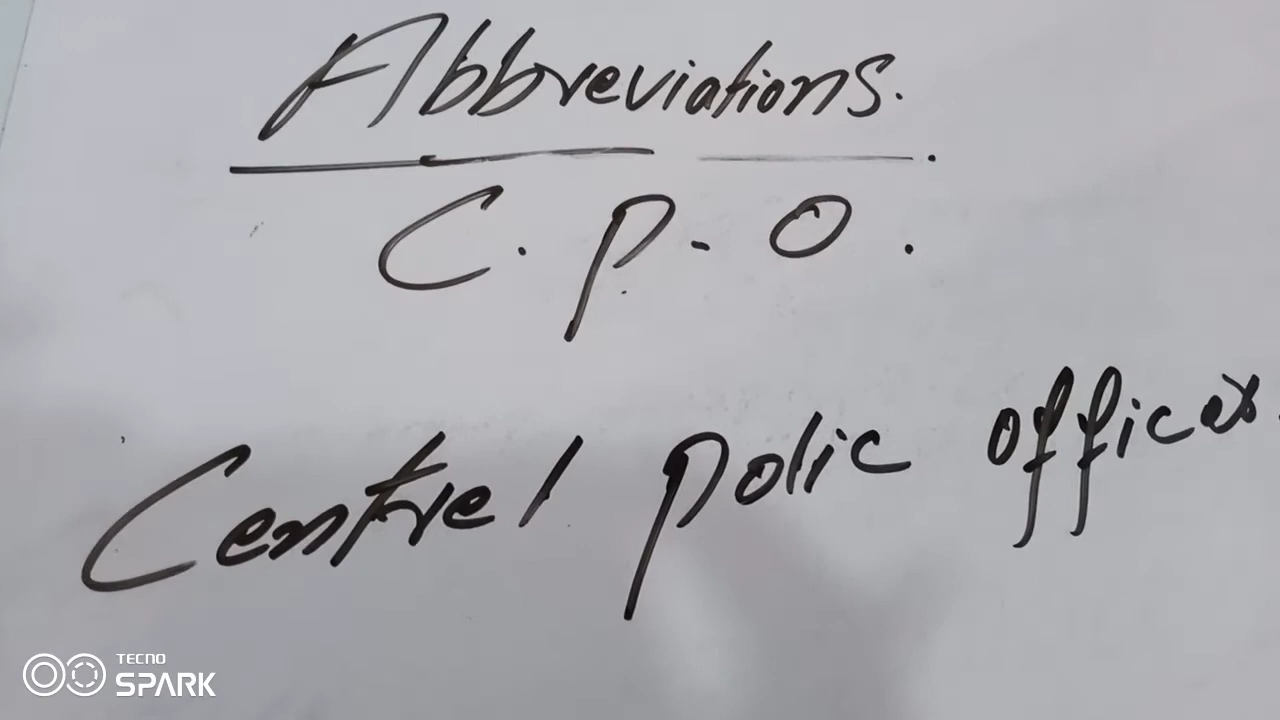 Abbreviations.
C.P.O.
Centrel polic officer.
TECNO
SPARK